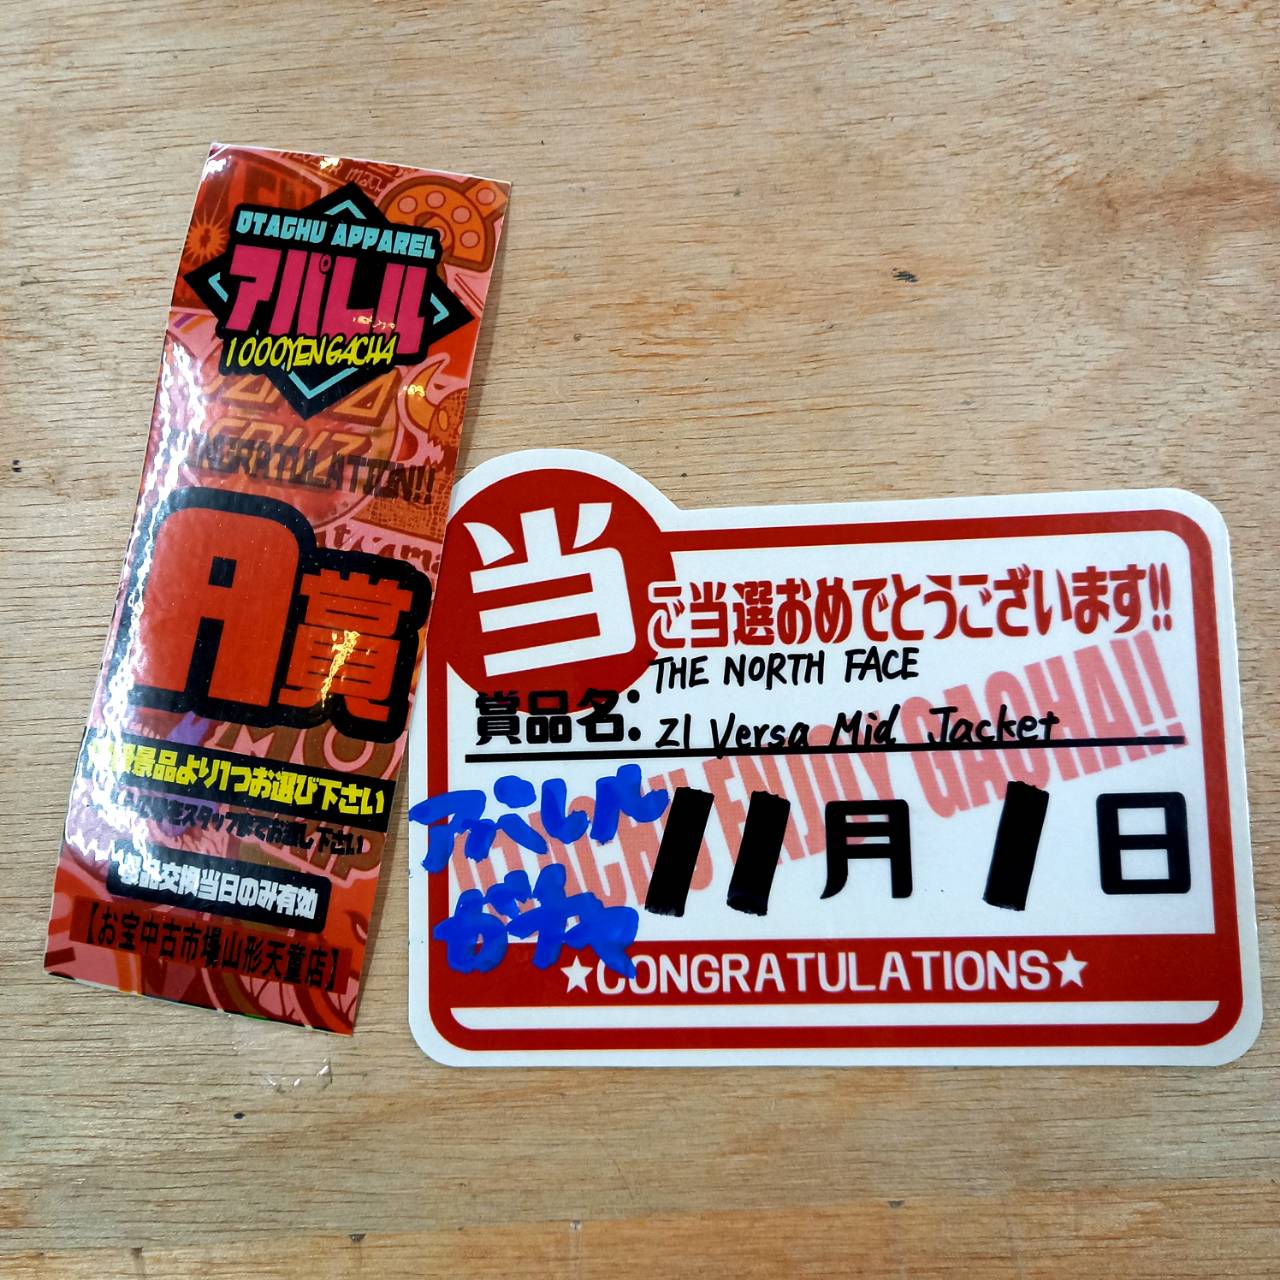 OTACHU APPAREL
アパレル
1000YEN GACHA
CONGRATULATION!!
A賞
景品より1つお選び下さい
をスタッフまでお渡し下さい
景品交換当日のみ有効
【お宝中古市場山形天童店】
当
ご当選おめでとうございます!!
賞品名: THE NORTH FACE
ZI Versa Mid Jacket
OTACHU ENJOY GACHA!!
アパレル
ガチャ
11月1日
★CONGRATULATIONS★